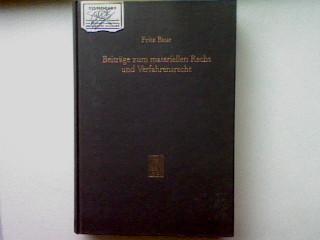 Fritz Baur
Beiträge zum materiellen Recht
und Verfahrensrecht